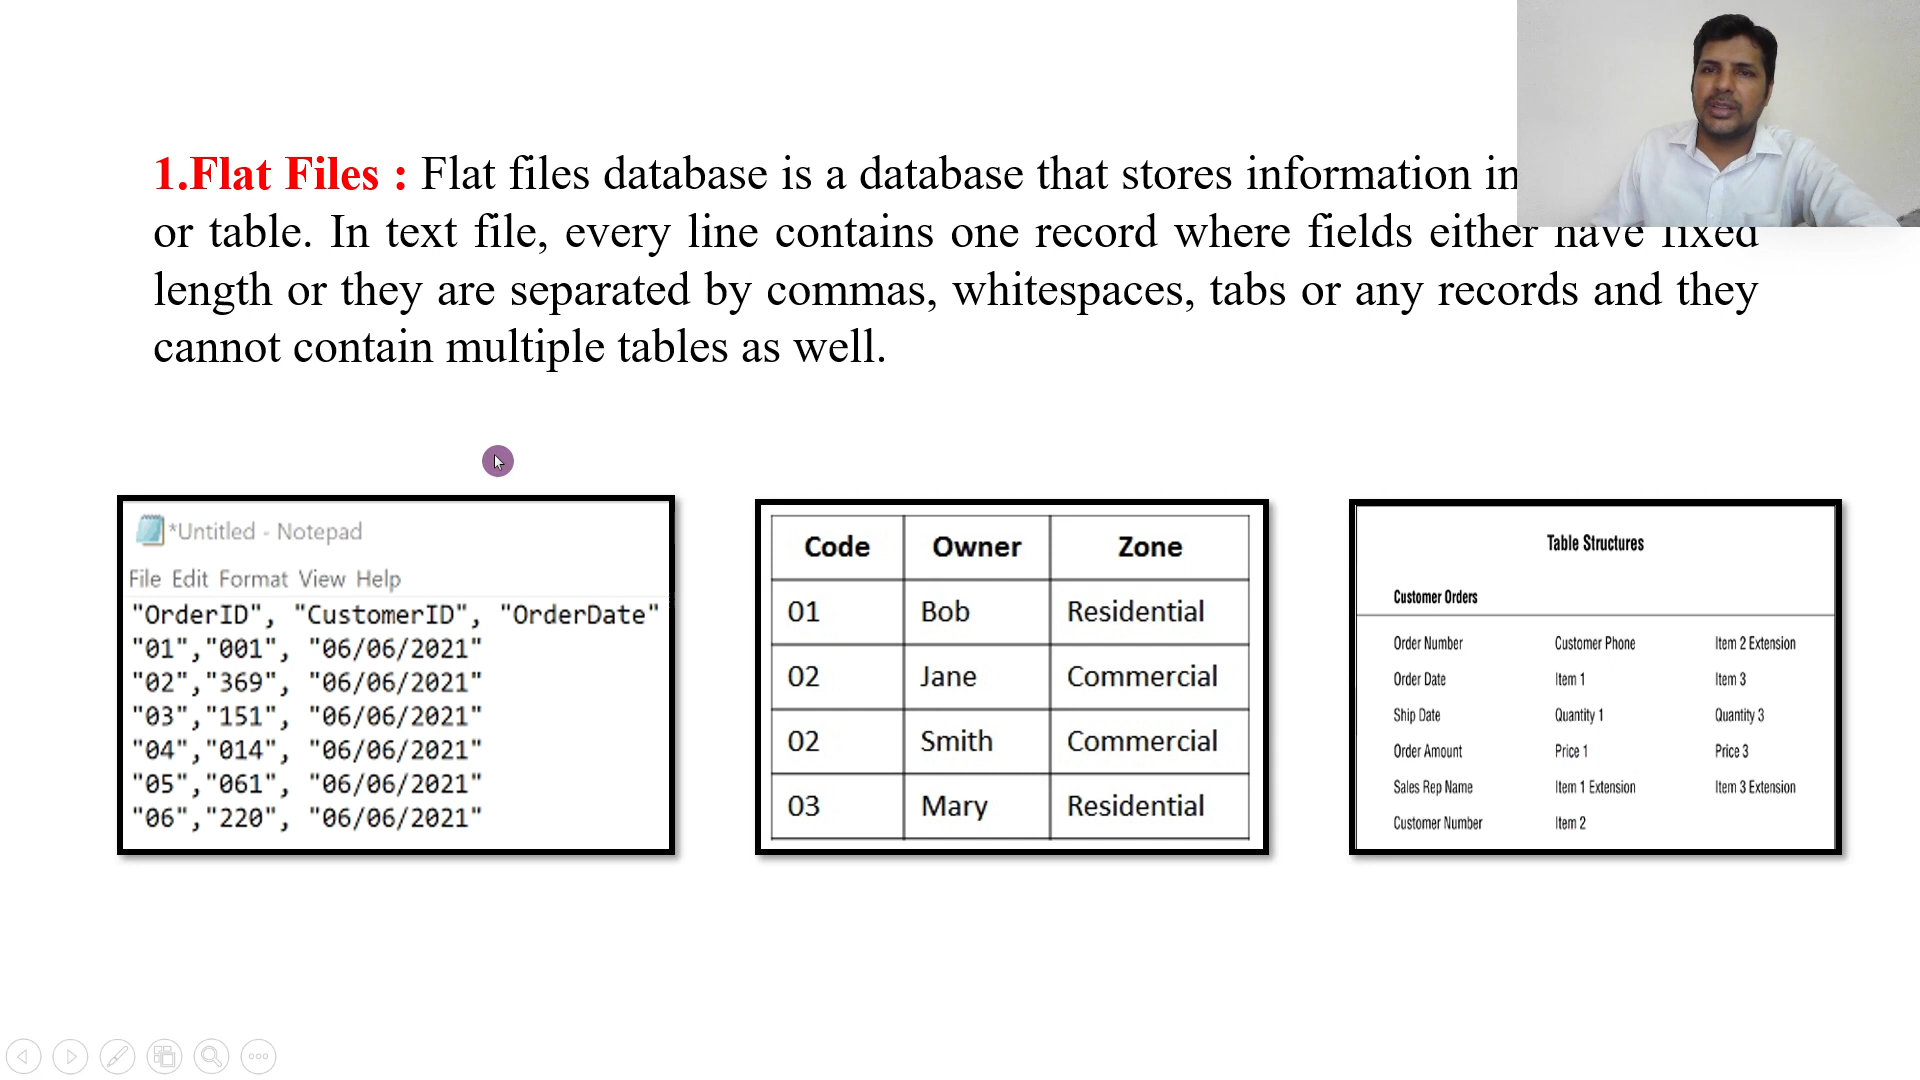 1.Flat Files : Flat files database is a database that stores information in
or table. In text file, every line contains one record where fields either have fixed
length or they are separated by commas, whitespaces, tabs or any records and they
cannot contain multiple tables as well.
*Untitled - Notepad
File Edit Format View Help
"OrderID", "CustomerID", "OrderDate"
"01","001", "06/06/2021"
"02","369", "06/06/2021"
"03","151", "06/06/2021"
"04","014", "06/06/2021"
"05","061", "06/06/2021"
"06","220", "06/06/2021"
Code Owner Zone
01 Bob Residential
02 Jane Commercial
02 Smith Commercial
03 Mary Residential
Table Structures
Customer Orders
Order Number Customer Phone Item 2 Extension
Order Date Item 1 Item 3
Ship Date Quantity 1 Quantity 3
Order Amount Price 1 Price 3
Sales Rep Name Item 1 Extension Item 3 Extension
Customer Number Item 2